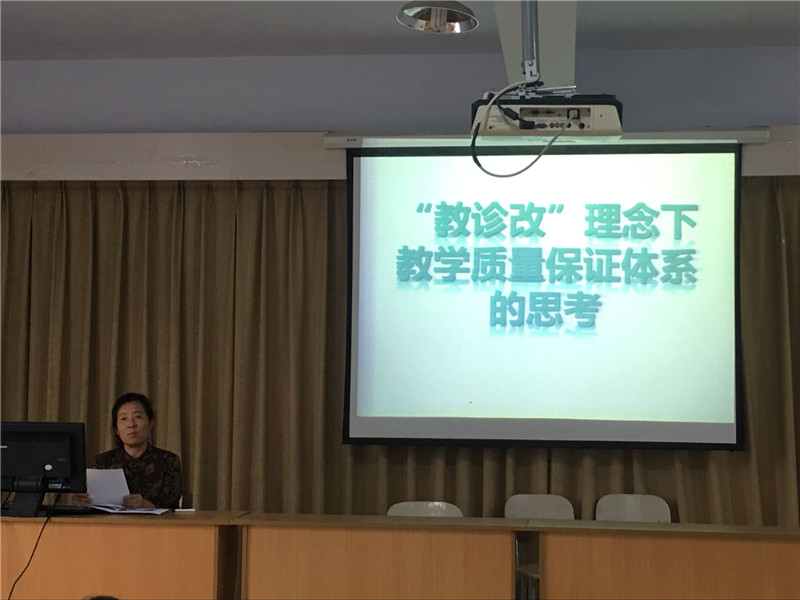 “教诊改”理念下
教学质量保证体系
的思考